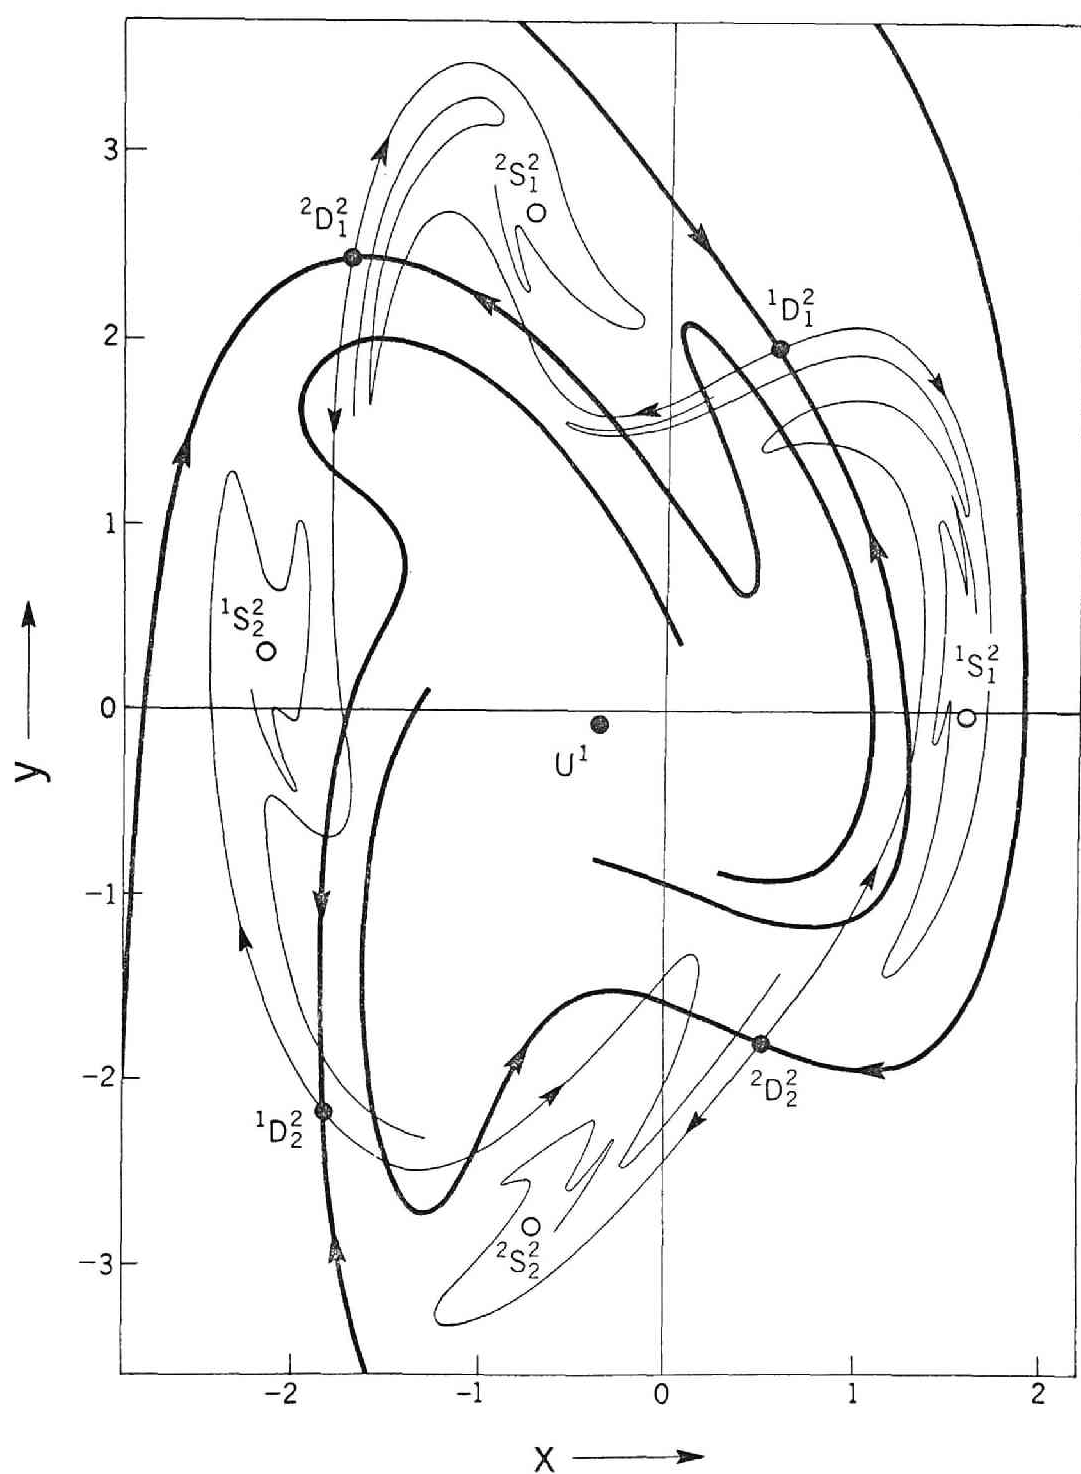 3
²S₁²
²D₁²
¹D₁²
2
1
¹S₂²
¹S₁²
0
U¹
y
−1
−2
²D₂²
¹D₂²
²S₂²
−3
−2 −1 0 1 2
X